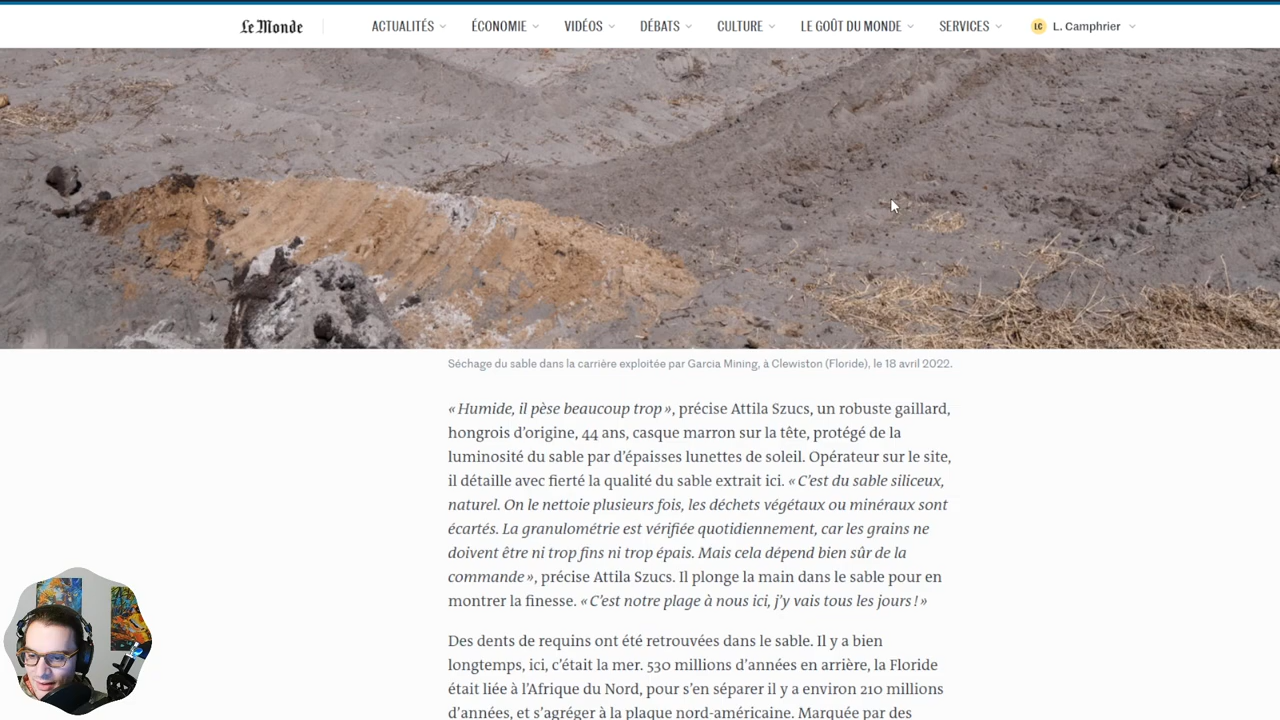 Le Monde
ACTUALITÉS ÉCONOMIE VIDÉOS DÉBATS CULTURE LE GOÛT DU MONDE SERVICES LC L. Camphrier
Séchage du sable dans la carrière exploitée par Garcia Mining, à Clewiston (Floride), le 18 avril 2022.
« Humide, il pèse beaucoup trop », précise Attila Szucs, un robuste gaillard,
hongrois d’origine, 44 ans, casque marron sur la tête, protégé de la
luminosité du sable par d’épaisses lunettes de soleil. Opérateur sur le site,
il détaille avec fierté la qualité du sable extrait ici. « C’est du sable siliceux,
naturel. On le nettoie plusieurs fois, les déchets végétaux ou minéraux sont
écartés. La granulométrie est vérifiée quotidiennement, car les grains ne
doivent être ni trop fins ni trop épais. Mais cela dépend bien sûr de la
commande », précise Attila Szucs. Il plonge la main dans le sable pour en
montrer la finesse. « C’est notre plage à nous ici, j’y vais tous les jours ! »
Des dents de requins ont été retrouvées dans le sable. Il y a bien
longtemps, ici, c’était la mer. 530 millions d’années en arrière, la Floride
était liée à l’Afrique du Nord, pour s’en séparer il y a environ 210 millions
d’années, et s’agréger à la plaque nord-américaine. Marquée par des